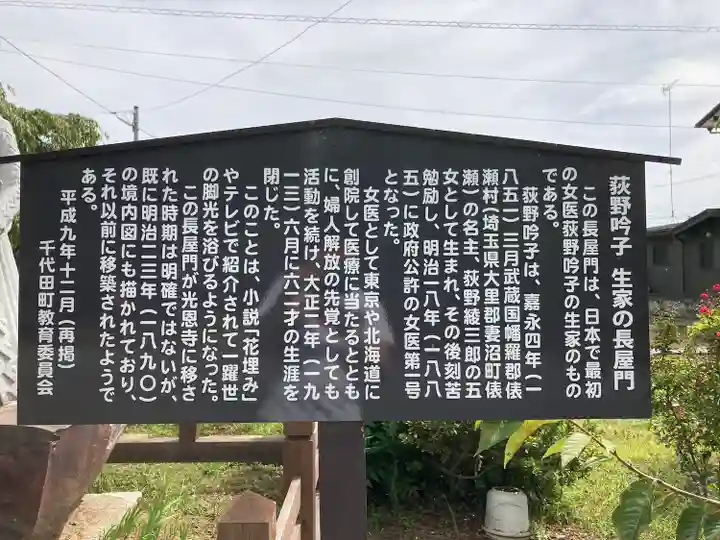 荻野吟子 生家の長屋門
この長屋門は、日本で最初
の女医荻野吟子の生家のもの
である。
荻野吟子は、嘉永四年(一
八五一)三月武蔵国幡羅郡俵
瀬村(埼玉県大里郡妻沼町俵
瀬)の名主、荻野綾三郎の五
女として生まれ、その後刻苦
勉励し、明治一八年(一八八
五)に政府公許の女医第一号
となった。
女医として東京や北海道に
創院して医療に当たるととも
に、婦人解放の先覚としても
活動を続け、大正二年(一九
一三)六月に六二才の生涯を
閉じた。
このことは、小説「花埋み」
やテレビで紹介されて一躍世
の脚光を浴びるようになった。
この長屋門が光恩寺に移さ
れた時期は明確ではないが、
既に明治二三年(一八九〇)
の境内図にも描かれており、
それ以前に移築されたようで
ある。
平成九年十二月(再掲)
千代田町教育委員会